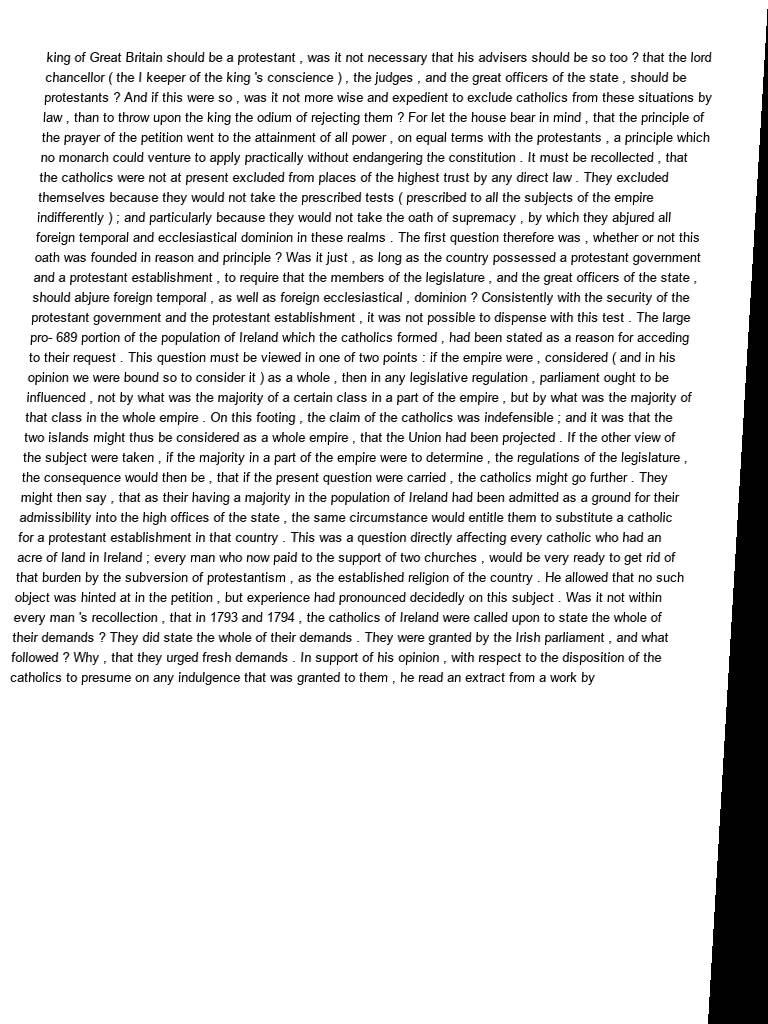 king of Great Britain should be a protestant , was it not necessary that his advisers should be so too ? that the lord
chancellor ( the I keeper of the king 's conscience ) , the judges , and the great officers of the state , should be
protestants ? And if this were so , was it not more wise and expedient to exclude catholics from these situations by
law , than to throw upon the king the odium of rejecting them ? For let the house bear in mind , that the principle of
the prayer of the petition went to the attainment of all power , on equal terms with the protestants , a principle which
no monarch could venture to apply practically without endangering the constitution . It must be recollected , that
the catholics were not at present excluded from places of the highest trust by any direct law . They excluded
themselves because they would not take the prescribed tests ( prescribed to all the subjects of the empire
indifferently ) ; and particularly because they would not take the oath of supremacy , by which they abjured all
foreign temporal and ecclesiastical dominion in these realms . The first question therefore was , whether or not this
oath was founded in reason and principle ? Was it just , as long as the country possessed a protestant government
and a protestant establishment , to require that the members of the legislature , and the great officers of the state ,
should abjure foreign temporal , as well as foreign ecclesiastical , dominion ? Consistently with the security of the
protestant government and the protestant establishment , it was not possible to dispense with this test . The large
pro- 689 portion of the population of Ireland which the catholics formed , had been stated as a reason for acceding
to their request . This question must be viewed in one of two points : if the empire were , considered ( and in his
opinion we were bound so to consider it ) as a whole , then in any legislative regulation , parliament ought to be
influenced , not by what was the majority of a certain class in a part of the empire , but by what was the majority of
that class in the whole empire . On this footing , the claim of the catholics was indefensible ; and it was that the
two islands might thus be considered as a whole empire , that the Union had been projected . If the other view of
the subject were taken , if the majority in a part of the empire were to determine , the regulations of the legislature ,
the consequence would then be , that if the present question were carried , the catholics might go further . They
might then say , that as their having a majority in the population of Ireland had been admitted as a ground for their
admissibility into the high offices of the state , the same circumstance would entitle them to substitute a catholic
for a protestant establishment in that country . This was a question directly affecting every catholic who had an
acre of land in Ireland ; every man who now paid to the support of two churches , would be very ready to get rid of
that burden by the subversion of protestantism , as the established religion of the country . He allowed that no such
object was hinted at in the petition , but experience had pronounced decidedly on this subject . Was it not within
every man 's recollection , that in 1793 and 1794 , the catholics of Ireland were called upon to state the whole of
their demands ? They did state the whole of their demands . They were granted by the Irish parliament , and what
followed ? Why , that they urged fresh demands . In support of his opinion , with respect to the disposition of the
catholics to presume on any indulgence that was granted to them , he read an extract from a work by